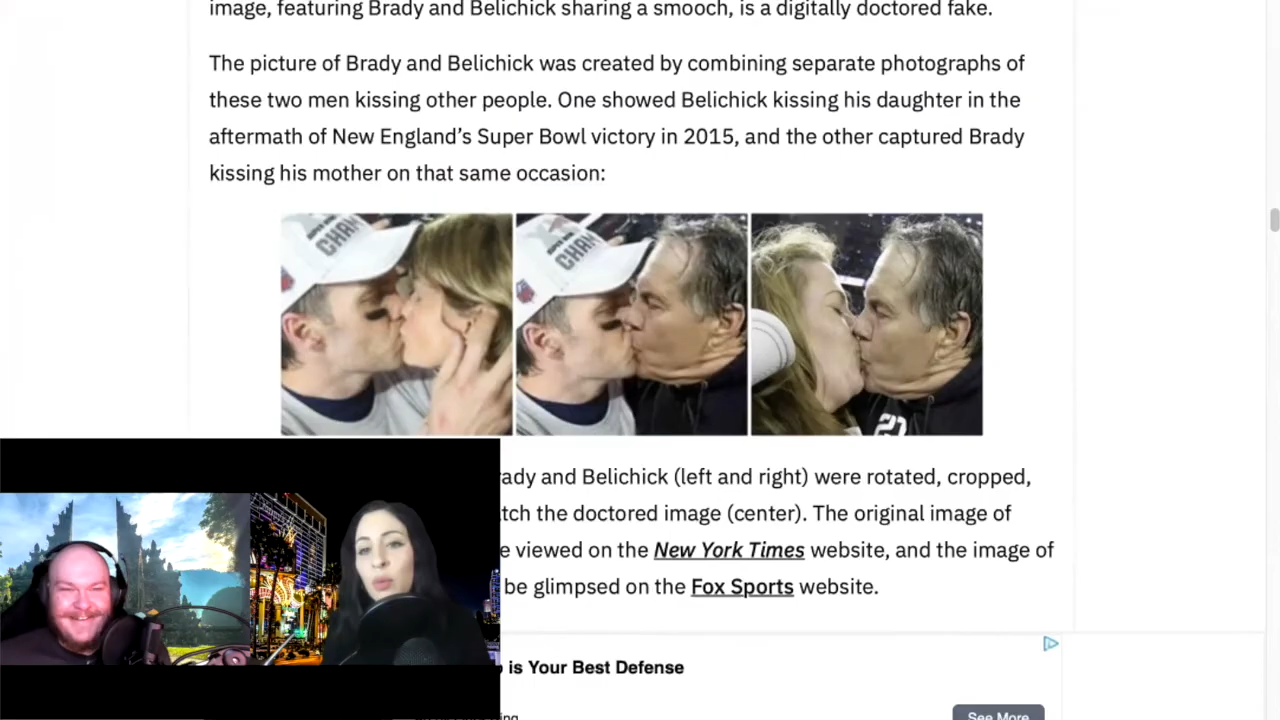 image, featuring Brady and Belichick sharing a smooch, is a digitally doctored fake.
The picture of Brady and Belichick was created by combining separate photographs of
these two men kissing other people. One showed Belichick kissing his daughter in the
aftermath of New England’s Super Bowl victory in 2015, and the other captured Brady
kissing his mother on that same occasion:
CHAM
CHAM
rady and Belichick (left and right) were rotated, cropped,
tch the doctored image (center). The original image of
e viewed on the New York Times website, and the image of
be glimpsed on the Fox Sports website.
is Your Best Defense
See More